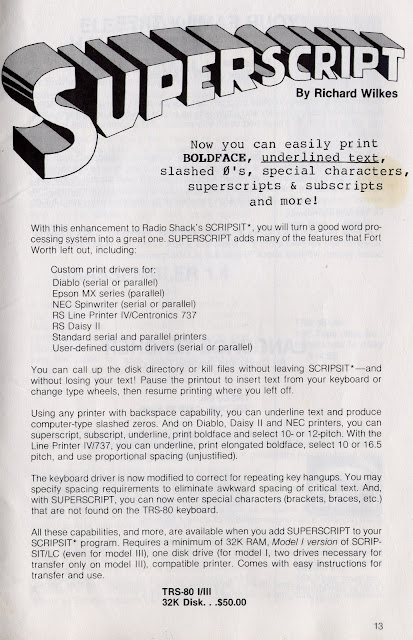 SUPERSCRIPT
By Richard Wilkes
Now you can easily print
BOLDFACE, underlined text,
slashed Ø's, special characters,
superscripts & subscripts
and more!
With this enhancement to Radio Shack's SCRIPSIT*, you will turn a good word pro-
cessing system into a great one. SUPERSCRIPT adds many of the features that Fort
Worth left out, including:
Custom print drivers for:
Diablo (serial or parallel)
Epson MX series (parallel)
NEC Spinwriter (serial or parallel)
RS Line Printer IV/Centronics 737
RS Daisy II
Standard serial and parallel printers
User-defined custom drivers (serial or parallel)
You can call up the disk directory or kill files without leaving SCRIPSIT*—and
without losing your text! Pause the printout to insert text from your keyboard or
change type wheels, then resume printing where you left off.
Using any printer with backspace capability, you can underline text and produce
computer-type slashed zeros. And on Diablo, Daisy II and NEC printers, you can
superscript, subscript, underline, print boldface and select 10- or 12-pitch. With the
Line Printer IV/737, you can underline, print elongated boldface, select 10 or 16.5
pitch, and use proportional spacing (unjustified).
The keyboard driver is now modified to correct for repeating key hangups. You may
specify spacing requirements to eliminate awkward spacing of critical text. And,
with SUPERSCRIPT, you can now enter special characters (brackets, braces, etc.)
that are not found on the TRS-80 keyboard.
All these capabilities, and more, are available when you add SUPERSCRIPT to your
SCRIPSIT* program. Requires a minimum of 32K RAM, Model I version of SCRIP-
SIT/LC (even for model III), one disk drive (for model I, two drives necessary for
transfer only on model III), compatible printer. Comes with easy instructions for
transfer and use.
TRS-80 I/III
32K Disk. . .$50.00
13